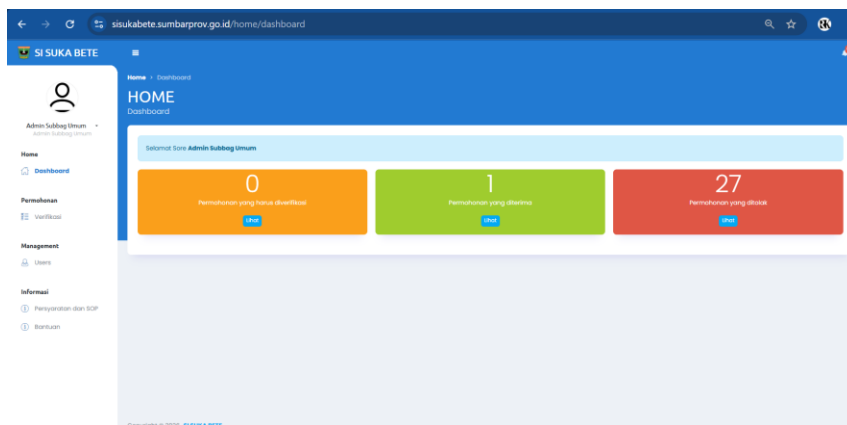 sisukabete.sumbarprov.go.id/home/dashboard
SI SUKA BETE
Home > Dashboard
HOME
Dashboard
Admin Subbag Umum
Admin Subbag Umum
Selamat Sore Admin Subbag Umum
Home
Dashboard
0
Permohonan yang harus diverifikasi
Lihat
1
Permohonan yang diterima
Lihat
27
Permohonan yang ditolak
Lihat
Permohonan
Verifikasi
Management
Users
Informasi
Persyaratan dan SOP
Bantuan